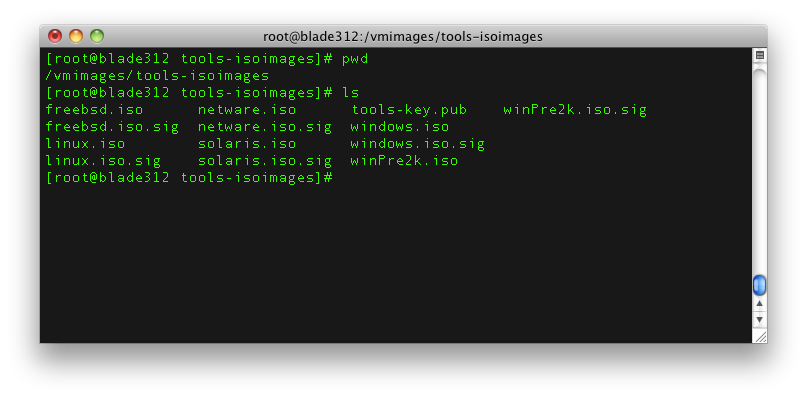 root@blade312:/vmimages/tools-isoimages
[root@blade312 tools-isoimages]# pwd
/vmimages/tools-isoimages
[root@blade312 tools-isoimages]# ls
freebsd.iso      netware.iso      tools-key.pub    winPre2k.iso.sig
freebsd.iso.sig  netware.iso.sig  windows.iso
linux.iso        solaris.iso      windows.iso.sig
linux.iso.sig    solaris.iso.sig  winPre2k.iso
[root@blade312 tools-isoimages]#